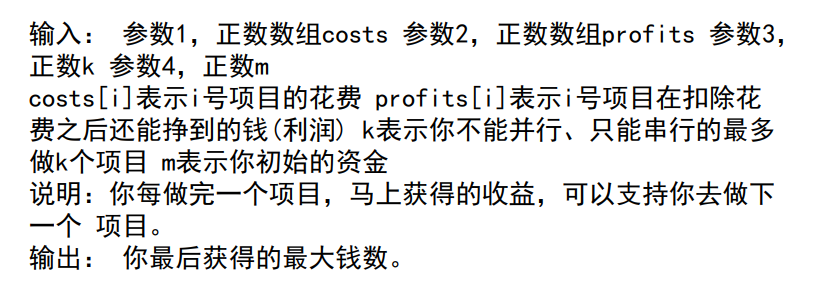 输入: 参数1，正数数组costs 参数2，正数数组profits 参数3，
正数k 参数4，正数m
costs[i]表示i号项目的花费 profits[i]表示i号项目在扣除花
费之后还能挣到的钱(利润) k表示你不能并行、只能串行的最多
做k个项目 m表示你初始的资金
说明:你每做完一个项目，马上获得的收益，可以支持你去做下
一个 项目。
输出: 你最后获得的最大钱数。